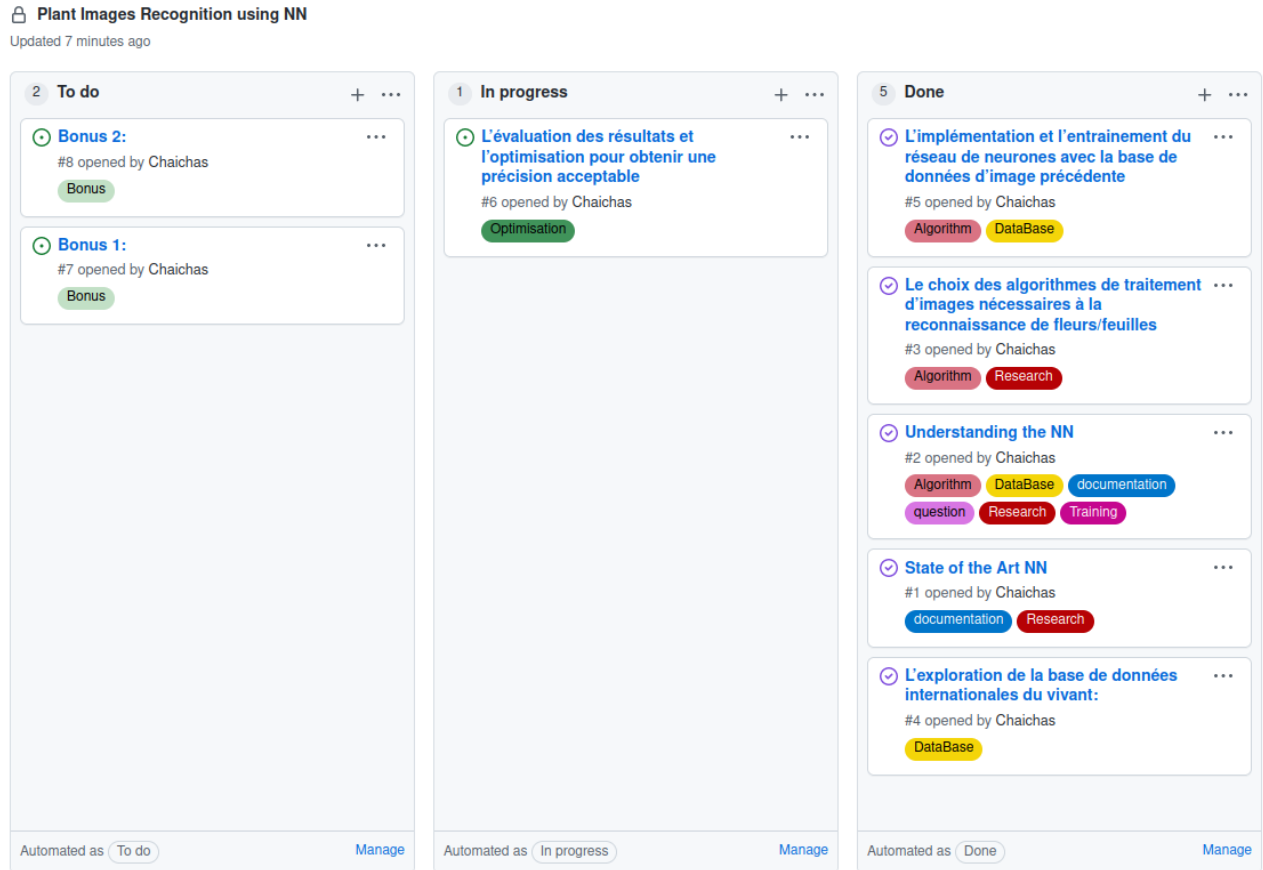 Plant Images Recognition using NN
Updated 7 minutes ago
2 To do
Bonus 2:
#8 opened by Chaichas
Bonus
Bonus 1:
#7 opened by Chaichas
Bonus
Automated as To do Manage
1 In progress
L'évaluation des résultats et
l'optimisation pour obtenir une
précision acceptable
#6 opened by Chaichas
Optimisation
Automated as In progress Manage
5 Done
L'implémentation et l'entrainement du
réseau de neurones avec la base de
données d'image précédente
#5 opened by Chaichas
Algorithm DataBase
Le choix des algorithmes de traitement
d'images nécessaires à la
reconnaissance de fleurs/feuilles
#3 opened by Chaichas
Algorithm Research
Understanding the NN
#2 opened by Chaichas
Algorithm DataBase documentation
question Research Training
State of the Art NN
#1 opened by Chaichas
documentation Research
L'exploration de la base de données
internationales du vivant:
#4 opened by Chaichas
DataBase
Automated as Done Manage